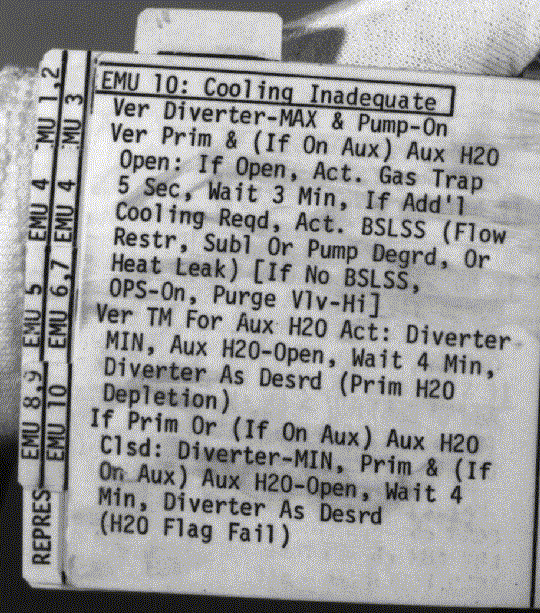 EMU 10: Cooling Inadequate
Ver Diverter-MAX & Pump-On
Ver Prim & (If On Aux) Aux H2O
Open: If Open, Act. Gas Trap
5 Sec, Wait 3 Min, If Add'l
Cooling Reqd, Act. BSLSS (Flow
Restr, Subl Or Pump Degrd, Or
Heat Leak) [If No BSLSS,
OPS-On, Purge Vlv-Hi]
Ver TM For Aux H2O Act: Diverter-
MIN, Aux H2O-Open, Wait 4 Min,
Diverter As Desrd (Prim H2O
Depletion)
If Prim Or (If On Aux) Aux H2O
Clsd: Diverter-MIN, Prim & (If
On Aux) Aux H2O-Open, Wait 4
Min, Diverter As Desrd
(H2O Flag Fail)
MU 1,2
MU 3
EMU 4
EMU 4
EMU 5
EMU 6,7
EMU 8,9
EMU 10
REPRES